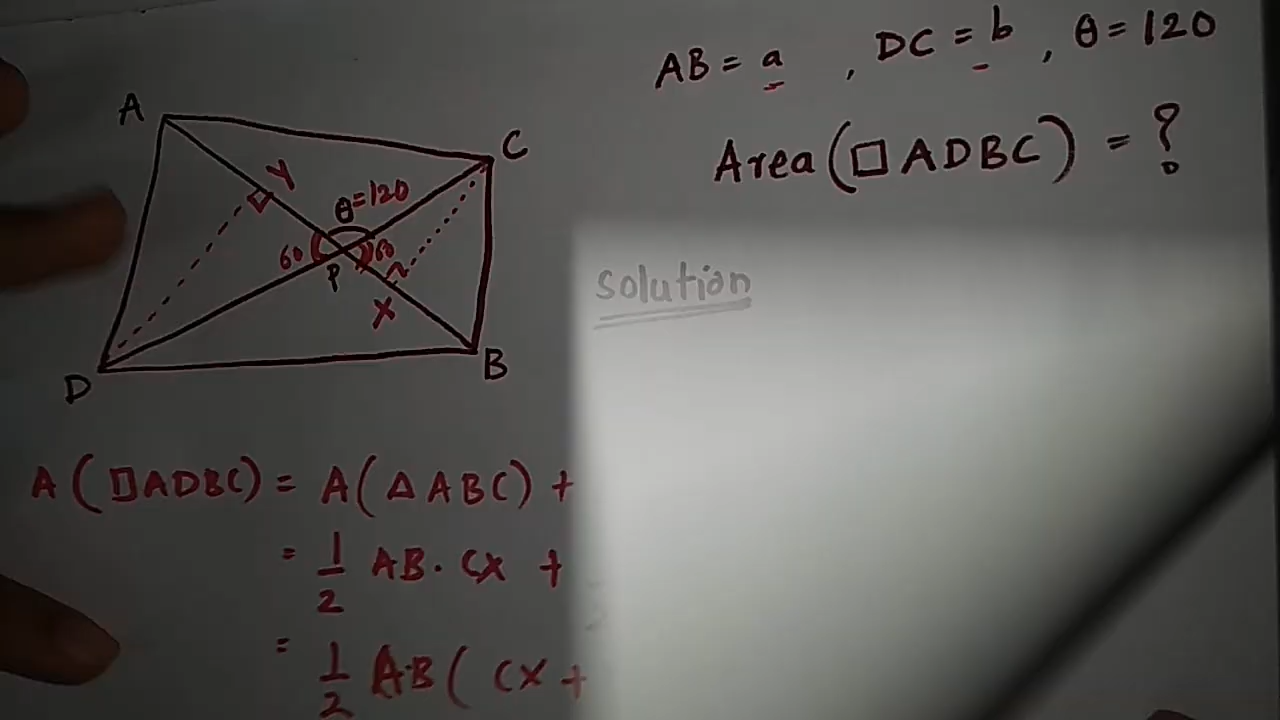 AB = a , DC = b , θ = 120
Area (□ ADBC) = ?
A
C
Y
θ=120
60
60
P
X
B
D
Solution
A (□ADBC) = A(△ ABC) +
= 1/2 AB · CX +
= 1/2 AB ( CX +